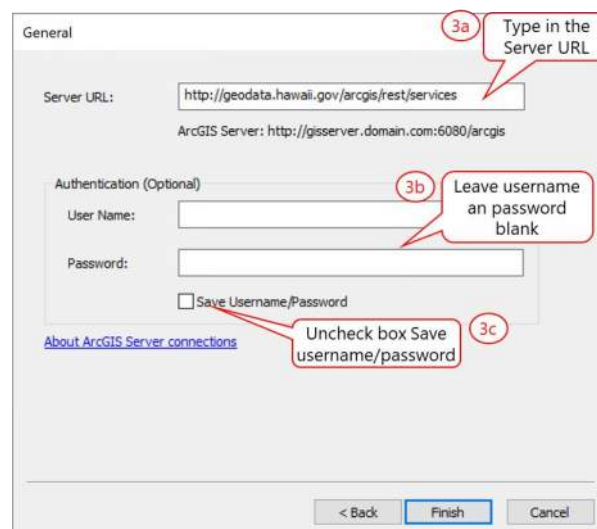 General
3a
Type in the
Server URL
Server URL:
http://geodata.hawaii.gov/arcgis/rest/services
ArcGIS Server: http://gisserver.domain.com:6080/arcgis
Authentication (Optional)
3b
Leave username
an password
blank
User Name:
Password:
Save Username/Password
Uncheck box Save
username/password
3c
About ArcGIS Server connections
< Back
Finish
Cancel